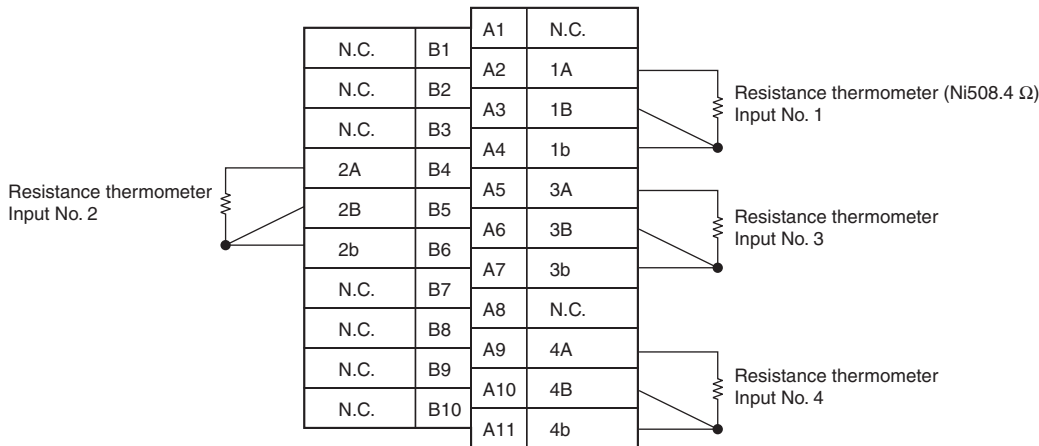 A1 N.C.
N.C. B1
A2 1A
N.C. B2
A3 1B
N.C. B3
A4 1b
2A B4
A5 3A
2B B5
A6 3B
2b B6
A7 3b
N.C. B7
A8 N.C.
N.C. B8
A9 4A
N.C. B9
A10 4B
N.C. B10
A11 4b
Resistance thermometer (Ni508.4 Ω)
Input No. 1
Resistance thermometer
Input No. 2
Resistance thermometer
Input No. 3
Resistance thermometer
Input No. 4